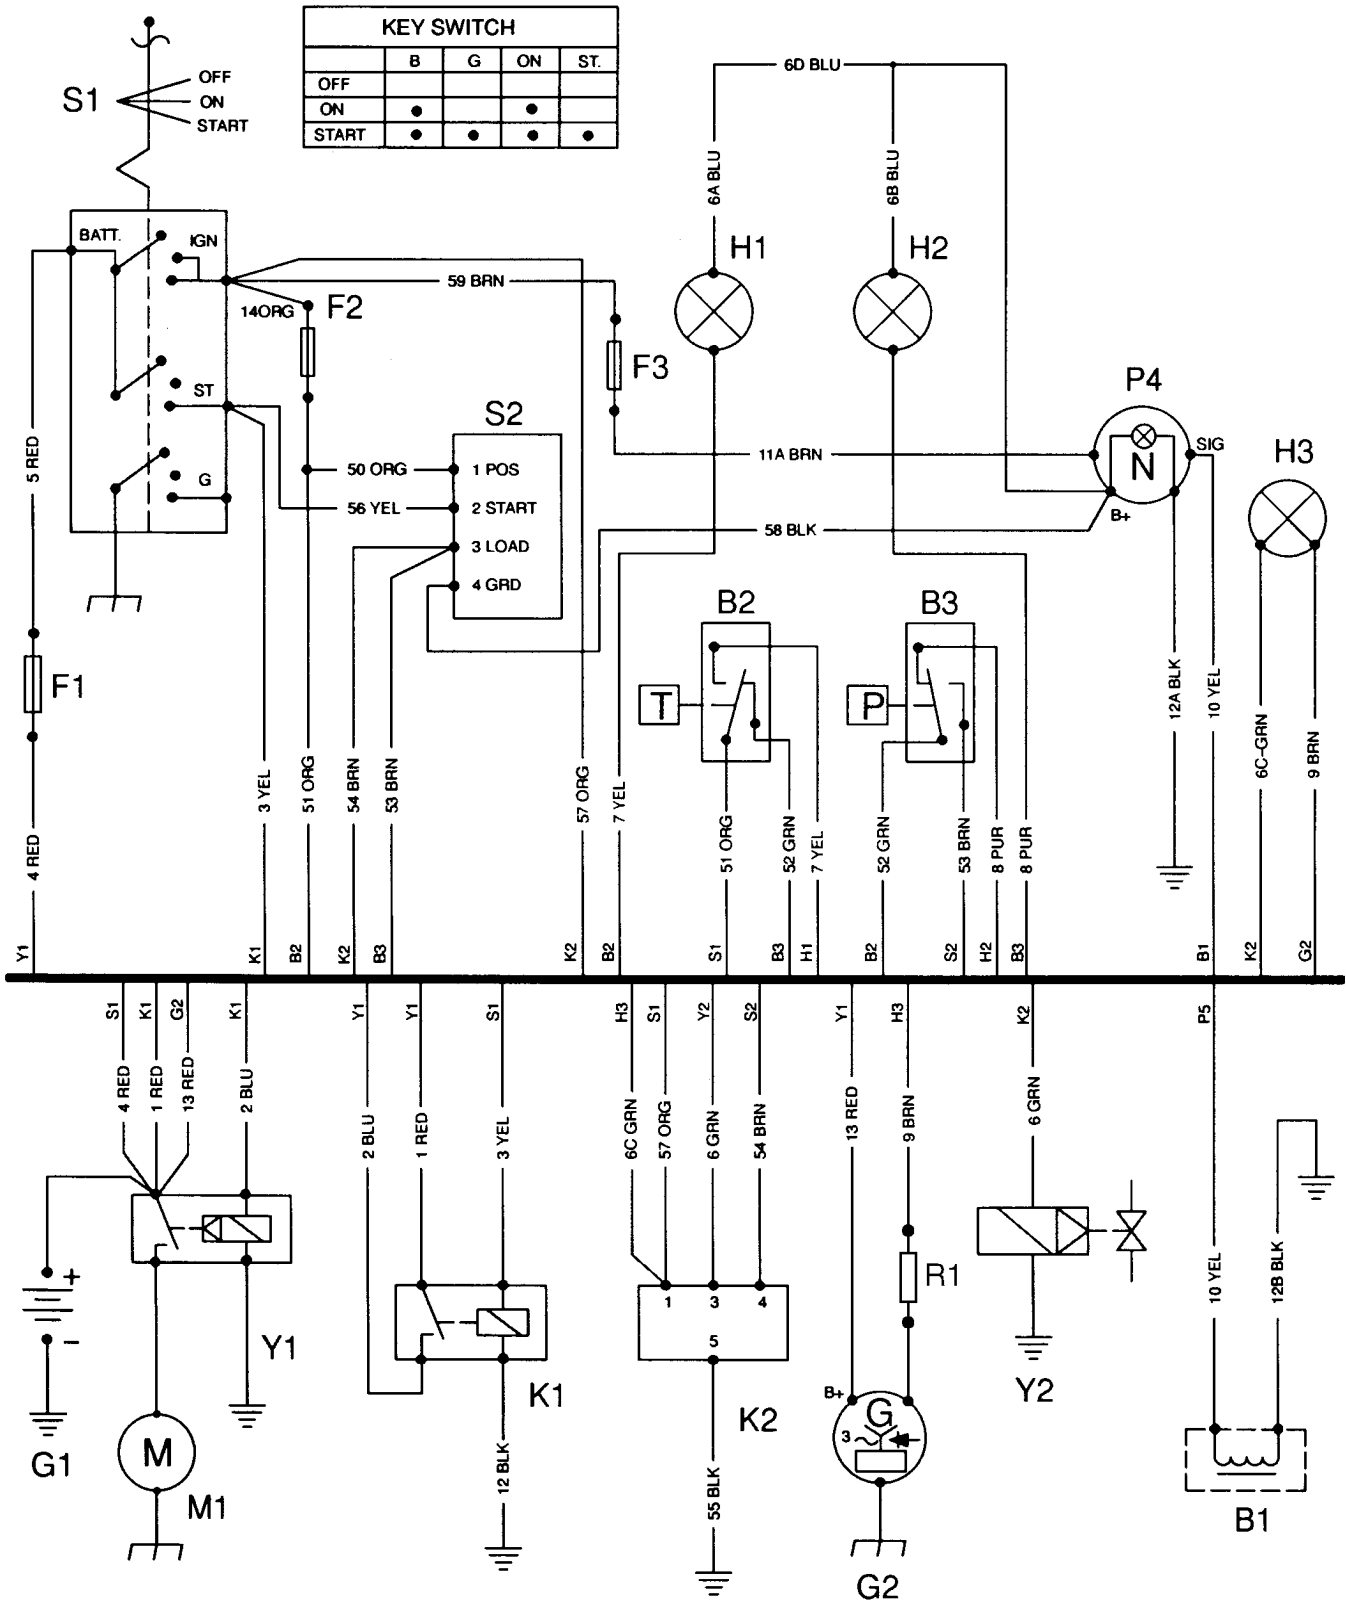 KEY SWITCH
B G ON ST.
OFF
ON
START
S1
OFF
ON
START
6D BLU
6A BLU
6B BLU
H1
H2
BATT.
IGN
59 BRN
14ORG
F2
F3
ST
G
S2
P4
SIG
N
B+
H3
50 ORG
1 POS
56 YEL
2 START
3 LOAD
4 GRD
11A BRN
58 BLK
5 RED
F1
4 RED
3 YEL
51 ORG
54 BRN
53 BRN
57 ORG
7 YEL
B2
T
51 ORG
52 GRN
7 YEL
B3
P
52 GRN
53 BRN
8 PUR
8 PUR
12A BLK
10 YEL
6C-GRN
9 BRN
Y1
K1
B2
K2
B3
K2
B2
S1
B3
H1
B2
S2
H2
B3
B1
K2
G2
S1
K1
G2
K1
Y1
Y1
S1
H3
S1
Y2
S2
Y1
H3
K2
P5
4 RED
1 RED
13 RED
2 BLU
2 BLU
1 RED
3 YEL
6C GRN
57 ORG
6 GRN
54 BRN
13 RED
9 BRN
6 GRN
10 YEL
12B BLK
+
−
G1
Y1
M
M1
K1
12 BLK
1 3 4
5
K2
55 BLK
R1
B+
G
3
G2
Y2
B1